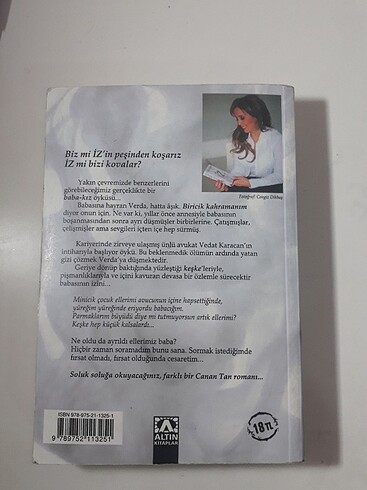 Biz mi İZ'in peşinden koşarız
İZ mi bizi kovalar?
Fotoğraf: Cengiz Dikbaş
Yakın çevremizde benzerlerini
görebileceğimiz gerçeklikte bir
baba-kız öyküsü...
Babasına hayran Verda, hatta âşık. Biricik kahramanım
diyor onun için. Ne var ki, yıllar önce annesiyle babasının
boşanmasından sonra ayrı düşmüşler birbirlerine. Çatışmışlar,
çelişmişler ama sevgileri içten içe hep sürmüş.
Kariyerinde zirveye ulaşmış ünlü avukat Vedat Karacan'ın
intiharıyla başlıyor öykü. Bu beklenmedik ölümün ardında yatan
gizi çözmek Verda'ya düşmektedir.
Geriye dönüp baktığında yüzleştiği keşke'leriyle,
pişmanlıklarıyla ve içini kavuran devasa bir özlemle sürecektir
babasının izini...
Minicik çocuk ellerimi avucunun içine hapsettiğinde,
yüreğim yüreğinde eriyordu babacığım.
Parmaklarım büyüdü diye mi tutmuyorsun artık ellerimi?
Keşke hep küçük kalsalardı...
Ne oldu da ayrıldı ellerimiz baba?
Hiçbir zaman soramadım bunu sana. Sormak istediğimde
fırsat olmadı, fırsat olduğunda cesaretim...
Soluk soluğa okuyacağınız, farklı bir Canan Tan romanı...
ISBN 978-975-21-1325-1
9 789752 113251
ALTIN
KİTAPLAR
18 TL